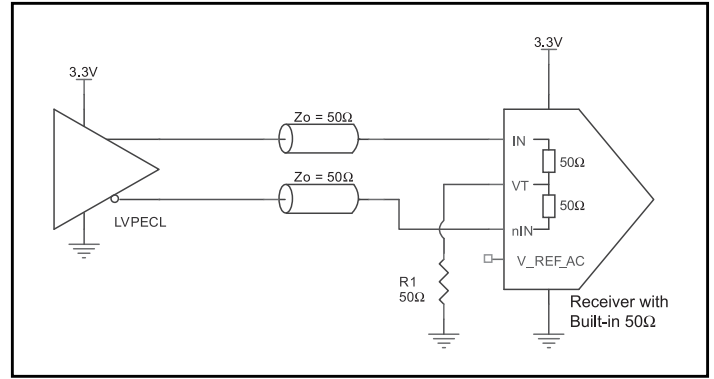 3.3V
3.3V
Zo = 50Ω
IN
50Ω
Zo = 50Ω
VT
50Ω
LVPECL
nIN
V_REF_AC
R1
50Ω
Receiver with
Built-in 50Ω